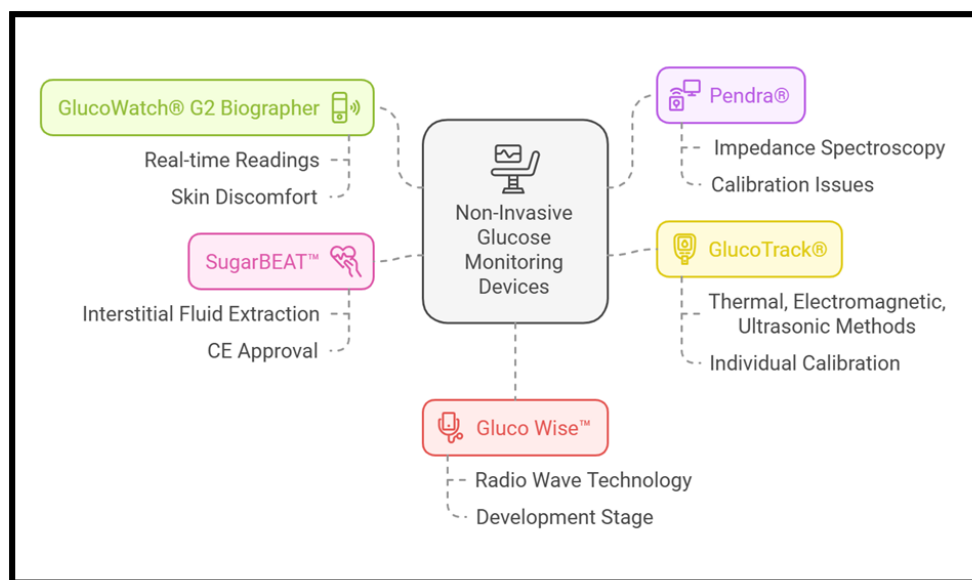 GlucoWatch® G2 Biographer
Real-time Readings
Skin Discomfort
SugarBEAT™
Interstitial Fluid Extraction
CE Approval
Non-Invasive
Glucose
Monitoring
Devices
Pendra®
Impedance Spectroscopy
Calibration Issues
GlucoTrack®
Thermal, Electromagnetic,
Ultrasonic Methods
Individual Calibration
Gluco Wise™
Radio Wave Technology
Development Stage